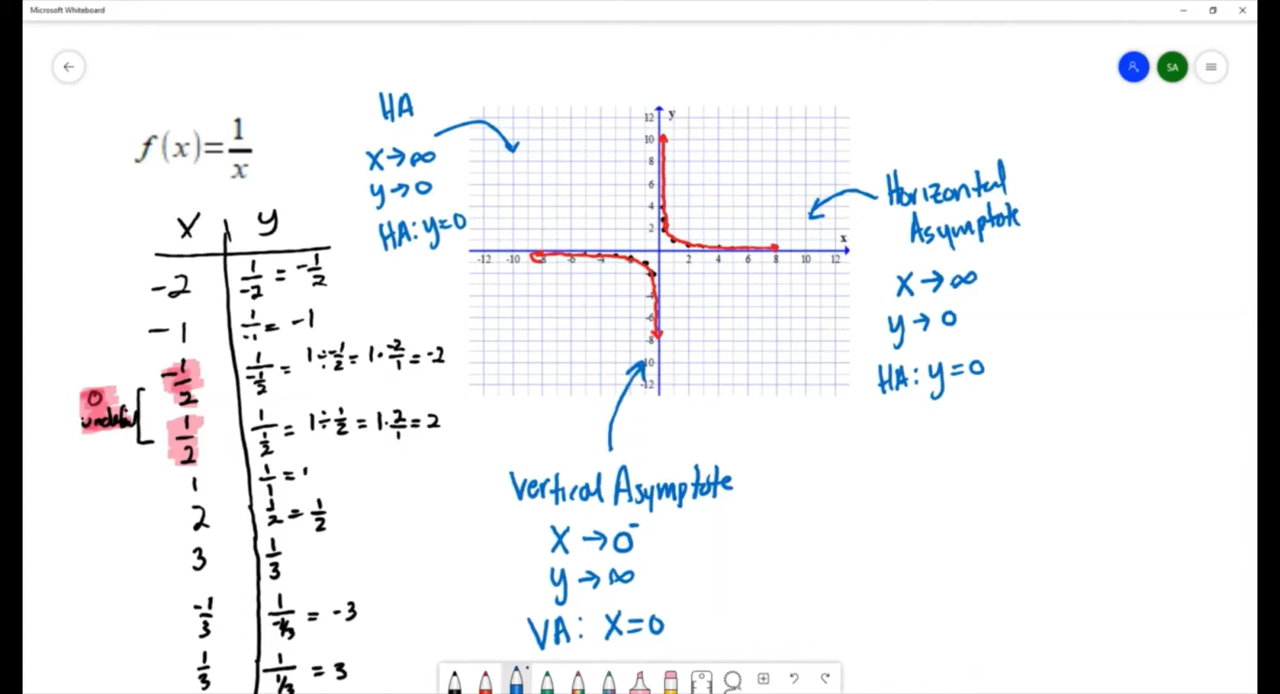 Microsoft Whiteboard
SA
f(x)=1/x
x y
-2 1/-2 = -1/2
-1 1/-1 = -1
-1/2 1/-1/2 = 1÷-1/2 = 1·-2/1 = -2
0
1/2 1/1/2 = 1÷1/2 = 1·2/1 = 2
1 1/1 = 1
2 1/2 = 1/2
3 1/3
-1/3 1/-1/3 = -3
1/3 1/1/3 = 3
HA
x→∞
y→0
HA: y=0
y
12
10
8
6
4
2
-12 -10 -6 -4 -2 2 4 6 8 10 12
x
-4
-6
-8
-10
-12
Horizontal
Asymptote
x→∞
y→0
HA: y=0
Vertical Asymptote
x→0⁻
y→∞
VA: x=0